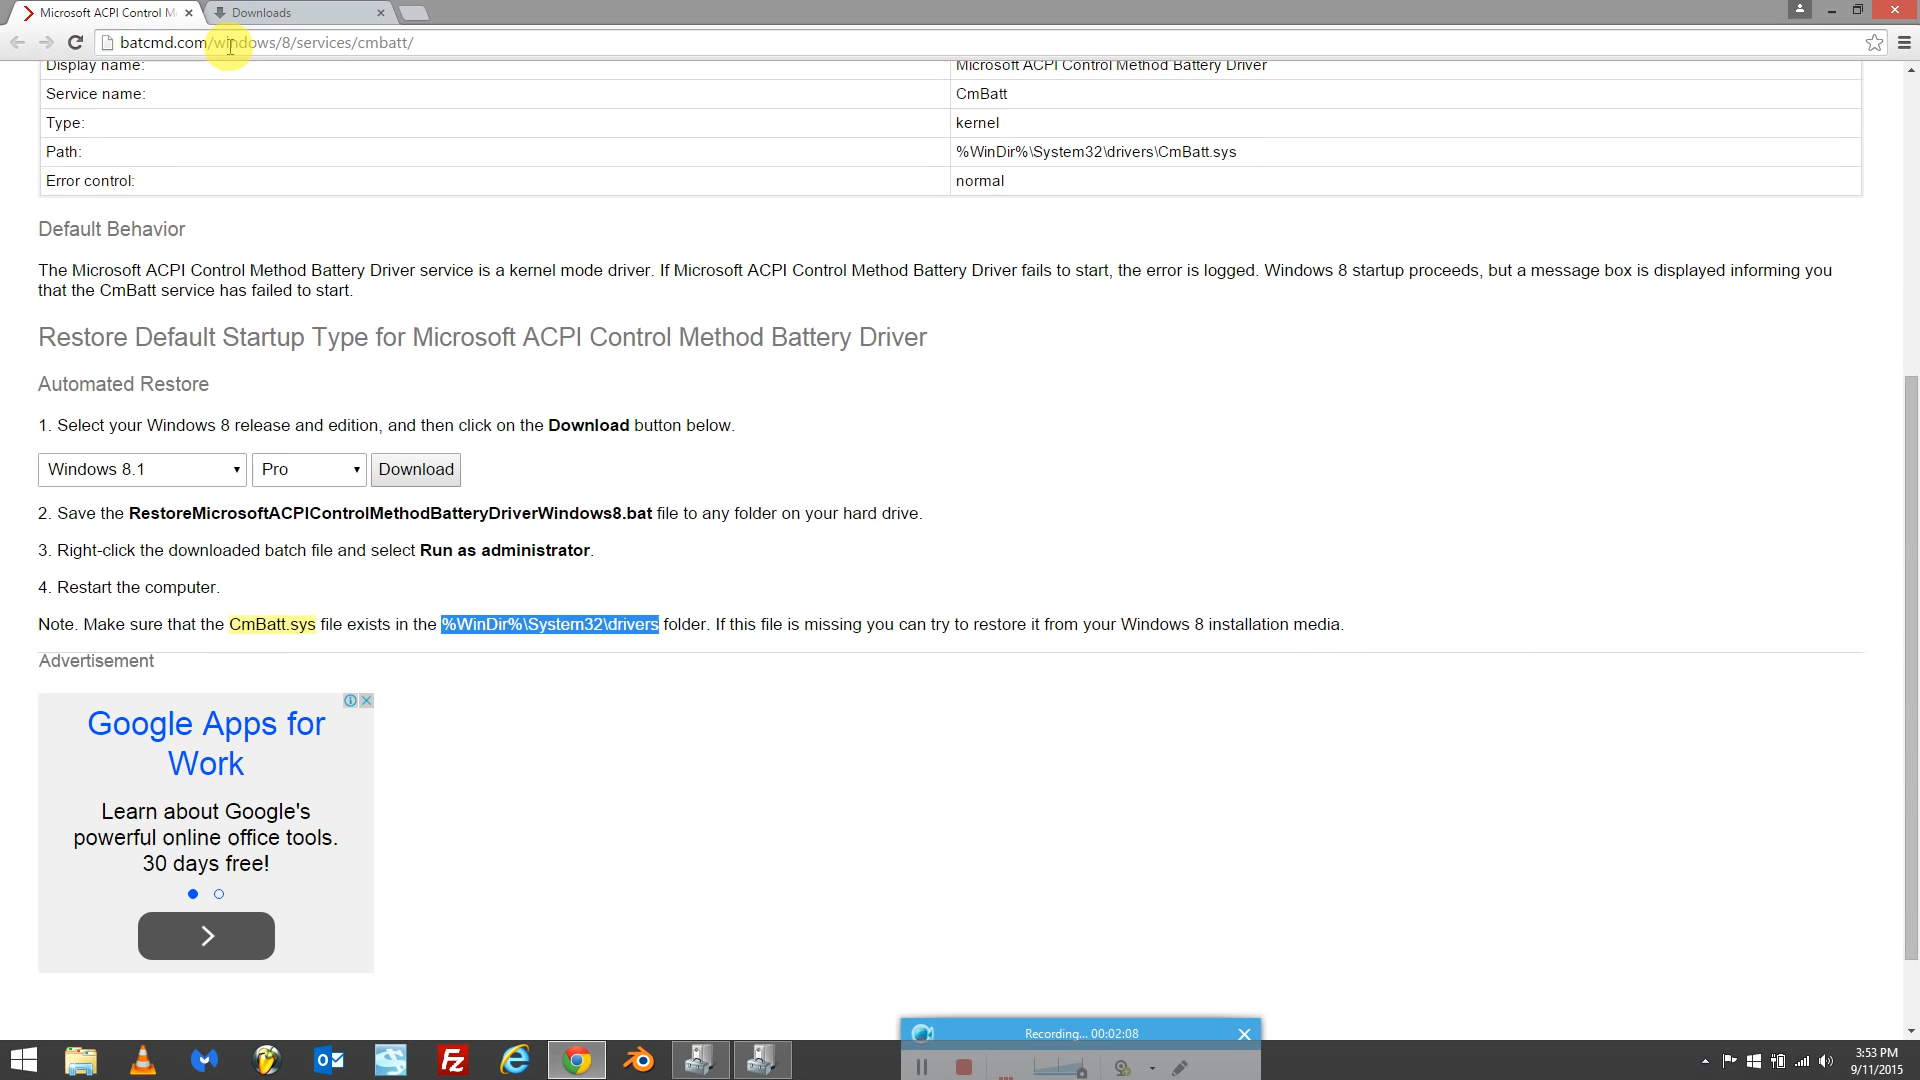 Microsoft ACPI Control M
Downloads
batcmd.com/windows/8/services/cmbatt/
Display name:
Microsoft ACPI Control Method Battery Driver
Service name:
CmBatt
Type:
kernel
Path:
%WinDir%\System32\drivers\CmBatt.sys
Error control:
normal
Default Behavior
The Microsoft ACPI Control Method Battery Driver service is a kernel mode driver. If Microsoft ACPI Control Method Battery Driver fails to start, the error is logged. Windows 8 startup proceeds, but a message box is displayed informing you
that the CmBatt service has failed to start.
Restore Default Startup Type for Microsoft ACPI Control Method Battery Driver
Automated Restore
1. Select your Windows 8 release and edition, and then click on the Download button below.
Windows 8.1
Pro
Download
2. Save the RestoreMicrosoftACPIControlMethodBatteryDriverWindows8.bat file to any folder on your hard drive.
3. Right-click the downloaded batch file and select Run as administrator.
4. Restart the computer.
Note. Make sure that the CmBatt.sys file exists in the %WinDir%\System32\drivers folder. If this file is missing you can try to restore it from your Windows 8 installation media.
Advertisement
Google Apps for
Work
Learn about Google's
powerful online office tools.
30 days free!
Recording... 00:02:08
3:53 PM
9/11/2015